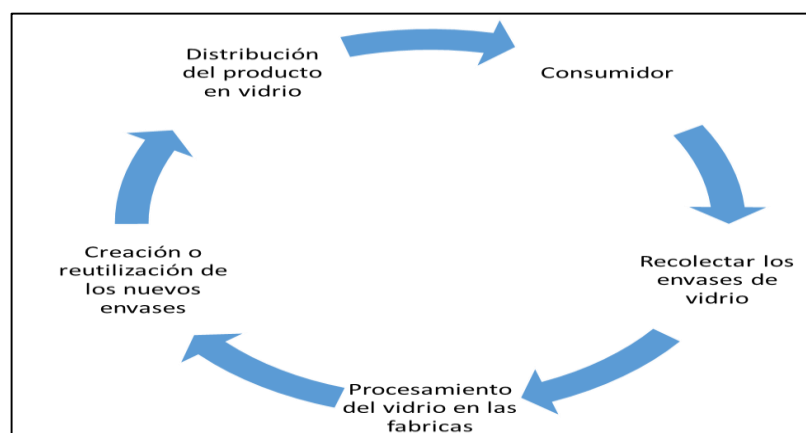 Distribución
del producto
en vidrio
Consumidor
Recolectar los
envases de
vidrio
Procesamiento
del vidrio en las
fabricas
Creación o
reutilización de
los nuevos
envases